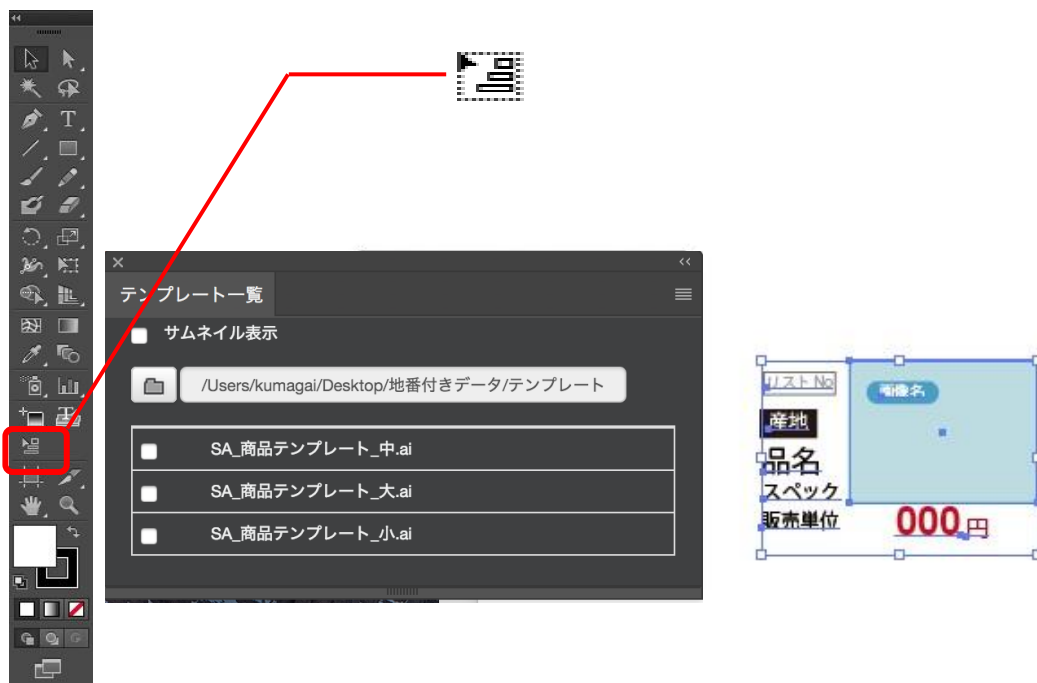 テンプレート一覧
サムネイル表示
/Users/kumagai/Desktop/地番付きデータ/テンプレート
SA_商品テンプレート_中.ai
SA_商品テンプレート_大.ai
SA_商品テンプレート_小.ai
リスト No
画像名
産地
品名
スペック
販売単位
000円